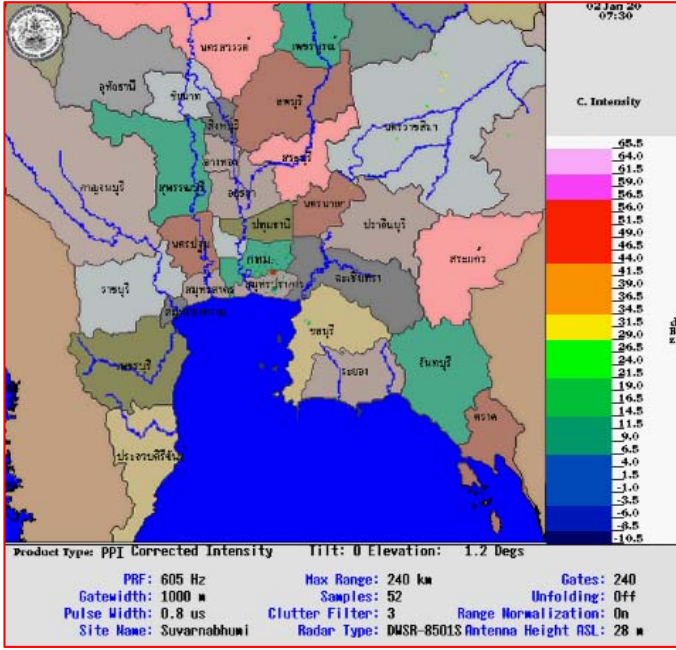 02 Jan 20
07:30
C. Intensity
นครสวรรค์
เพชรบูรณ์
อุทัยธานี
ชัยนาท
ลพบุรี
สิงห์บุรี
นครราชสีมา
อ่างทอง
สระบุรี
กาญจนบุรี
สุพรรณบุรี
อยุธยา
นครนายก
ปทุมธานี
ปราจีนบุรี
นครปฐม
กทม.
สระแก้ว
ราชบุรี
สมุทรสาคร
สมุทรปราการ
ฉะเชิงเทรา
ชลบุรี
เพชรบุรี
ระยอง
จันทบุรี
ตราด
ประจวบคีรีขันธ์
65.5
64.0
61.5
59.0
56.5
56.0
51.5
49.0
46.5
44.0
41.5
39.0
36.5
34.5
31.5
29.0
26.5
24.0
21.5
19.0
16.5
14.5
11.5
9.0
6.5
4.0
1.5
-1.0
-3.5
-6.0
-8.5
-10.5
Product Type: PPI Corrected Intensity Tilt: 0 Elevation: 1.2 Degs
PRF: 605 Hz Max Range: 240 km Gates: 240
Gatewidth: 1000 m Samples: 52 Unfolding: Off
Pulse Width: 0.8 us Clutter Filter: 3 Range Normalization: On
Site Name: Suvarnabhumi Radar Type: DWSR-8501S Antenna Height ASL: 28 m